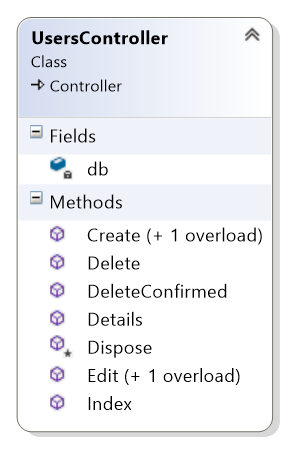 UsersController
Class
Controller
Fields
db
Methods
Create (+ 1 overload)
Delete
DeleteConfirmed
Details
Dispose
Edit (+ 1 overload)
Index